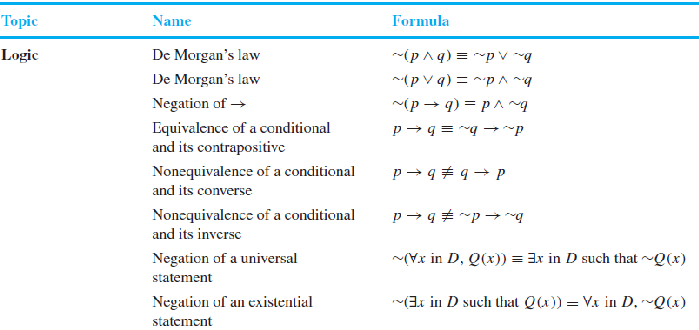 Topic Name Formula
Logic De Morgan's law ~(p ∧ q) ≡ ~p ∨ ~q
De Morgan's law ~(p ∨ q) ≡ ~p ∧ ~q
Negation of → ~(p → q) ≡ p ∧ ~q
Equivalence of a conditional p → q ≡ ~q → ~p
and its contrapositive
Nonequivalence of a conditional p → q ≢ q → p
and its converse
Nonequivalence of a conditional p → q ≢ ~p → ~q
and its inverse
Negation of a universal ~(∀x in D, Q(x)) ≡ ∃x in D such that ~Q(x)
statement
Negation of an existential ~(∃x in D such that Q(x)) ≡ ∀x in D, ~Q(x)
statement